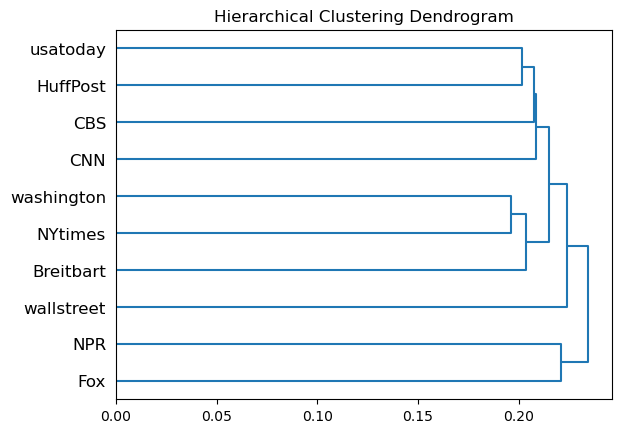 Hierarchical Clustering Dendrogram
usatoday
HuffPost
CBS
CNN
washington
NYtimes
Breitbart
wallstreet
NPR
Fox
0.00 0.05 0.10 0.15 0.20